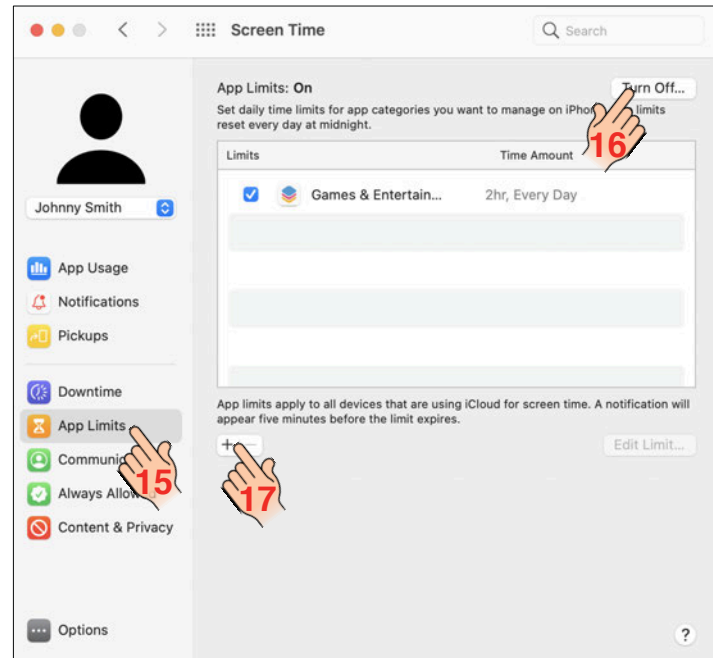 Screen Time
Search
Johnny Smith
App Usage
Notifications
Pickups
Downtime
App Limits
Always
Content & Privacy
Options
App Limits: On
Turn Off...
Set daily time limits for app categories you want to manage on limits
reset every day at midnight.
Limits Time Amount
Games & Entertain... 2hr, Every Day
App limits apply to all devices that are using iCloud for screen time. A notification will
appear five minutes before the limit expires.
+ −
Edit Limit...
?
15
16
17